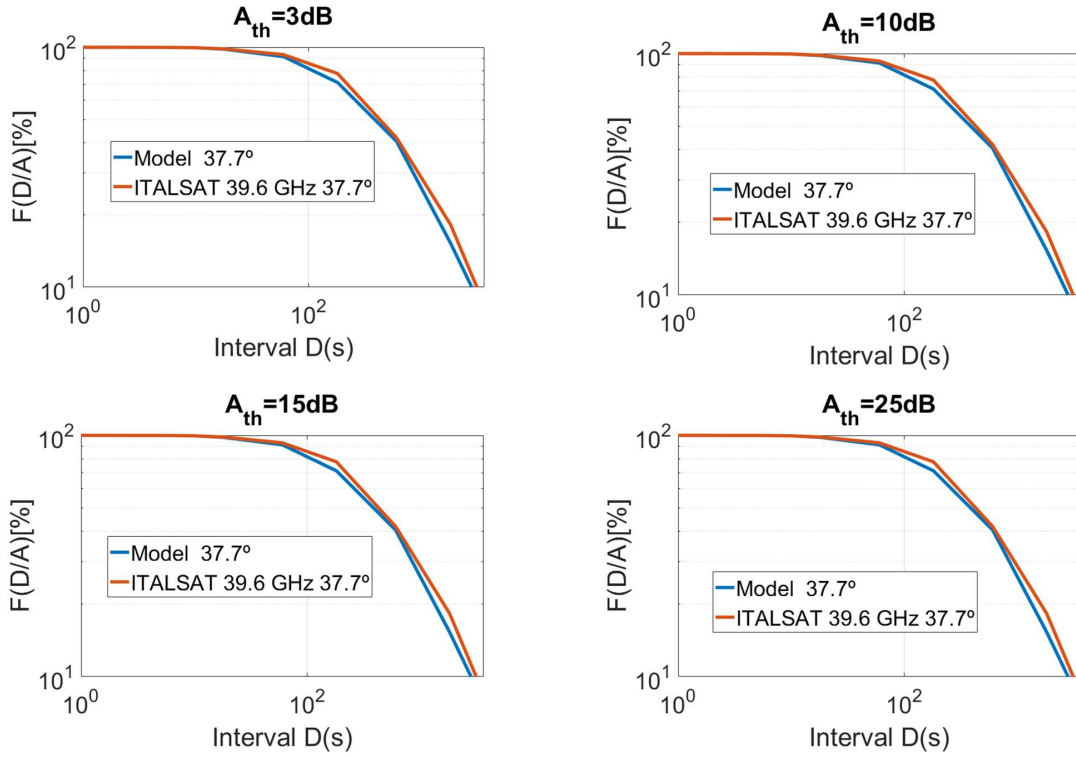 A_th=3dB
10^2
F(D/A)[%]
Model 37.7º
ITALSAT 39.6 GHz 37.7º
10^1
10^0
10^2
Interval D(s)
A_th=10dB
10^2
F(D/A)[%]
Model 37.7º
ITALSAT 39.6 GHz 37.7º
10^1
10^0
10^2
Interval D(s)
A_th=15dB
10^2
F(D/A)[%]
Model 37.7º
ITALSAT 39.6 GHz 37.7º
10^1
10^0
10^2
Interval D(s)
A_th=25dB
10^2
F(D/A)[%]
Model 37.7º
ITALSAT 39.6 GHz 37.7º
10^1
10^0
10^2
Interval D(s)